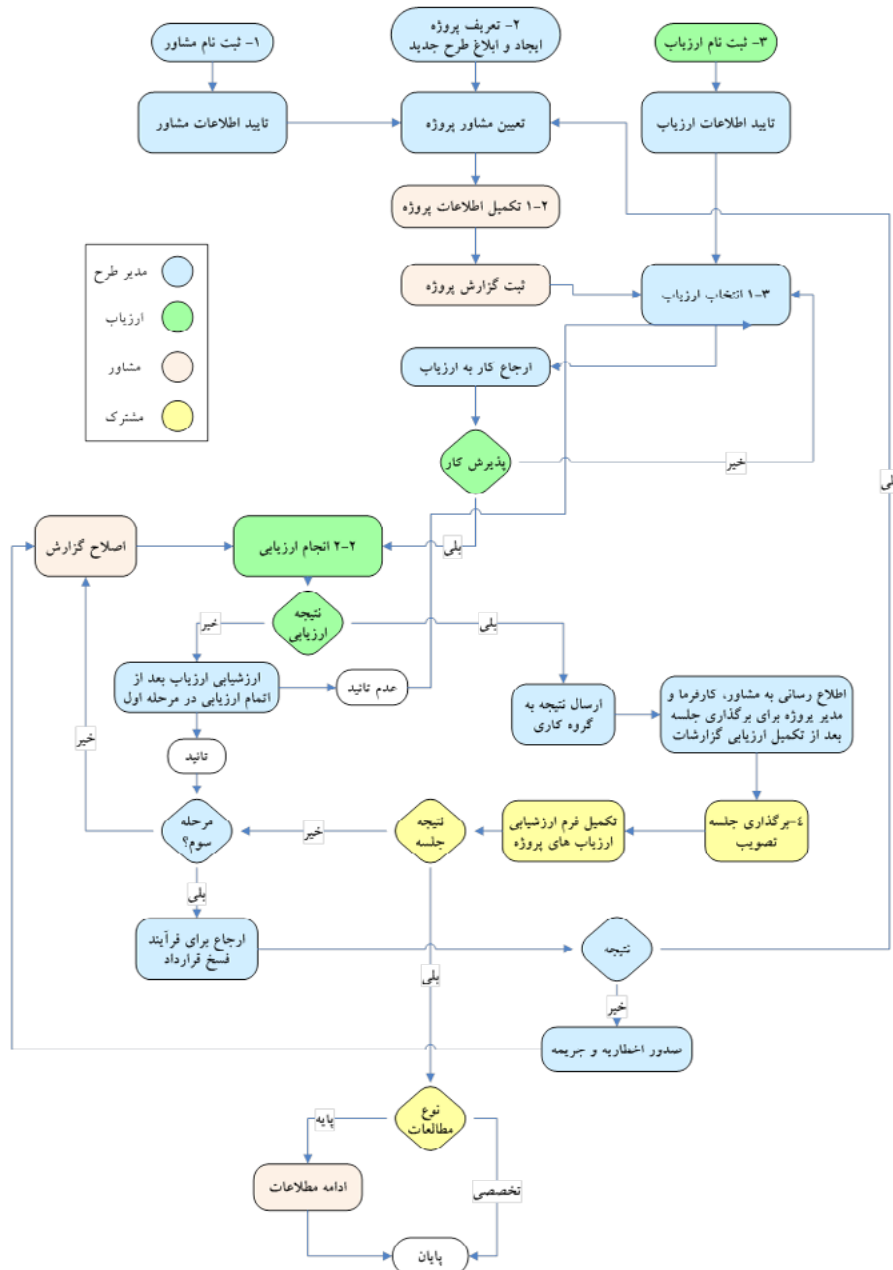 ۱- ثبت نام مشاور
۲- تعریف پروژه
ایجاد و ابلاغ طرح جدید
۳- ثبت نام ارزیاب
تایید اطلاعات مشاور
تعیین مشاور پروژه
تایید اطلاعات ارزیاب
۱-۲ تکمیل اطلاعات پروژه
ثبت گزارش پروژه
۱-۳ انتخاب ارزیاب
مدیر طرح
ارزیاب
مشاور
مشترک
ارجاع کار به ارزیاب
پذیرش کار
خیر
بلی
بلی
اصلاح گزارش
۲-۲ انجام ارزیابی
نتیجه
ارزیابی
خیر
بلی
ارزشیابی ارزیاب بعد از
اتمام ارزیابی در مرحله اول
عدم تائید
ارسال نتیجه به
گروه کاری
اطلاع رسانی به مشاور، کارفرما و
مدیر پروژه برای برگذاری جلسه
بعد از تکمیل ارزیابی گزارشات
تائید
خیر
مرحله
سوم؟
خیر
نتیجه
جلسه
تکمیل فرم ارزشیابی
ارزیاب های پروژه
٤-برگذاری جلسه
تصویب
بلی
ارجاع برای فرآیند
فسخ قرارداد
نتیجه
بلی
خیر
صدور اخطاریه و جریمه
نوع
مطالعات
پایه
تخصصی
ادامه مطلاعات
پایان